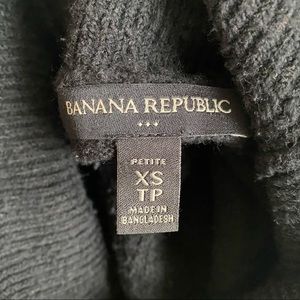 BANANA REPUBLIC
PETITE
XS
TP
MADE IN
BANGLADESH